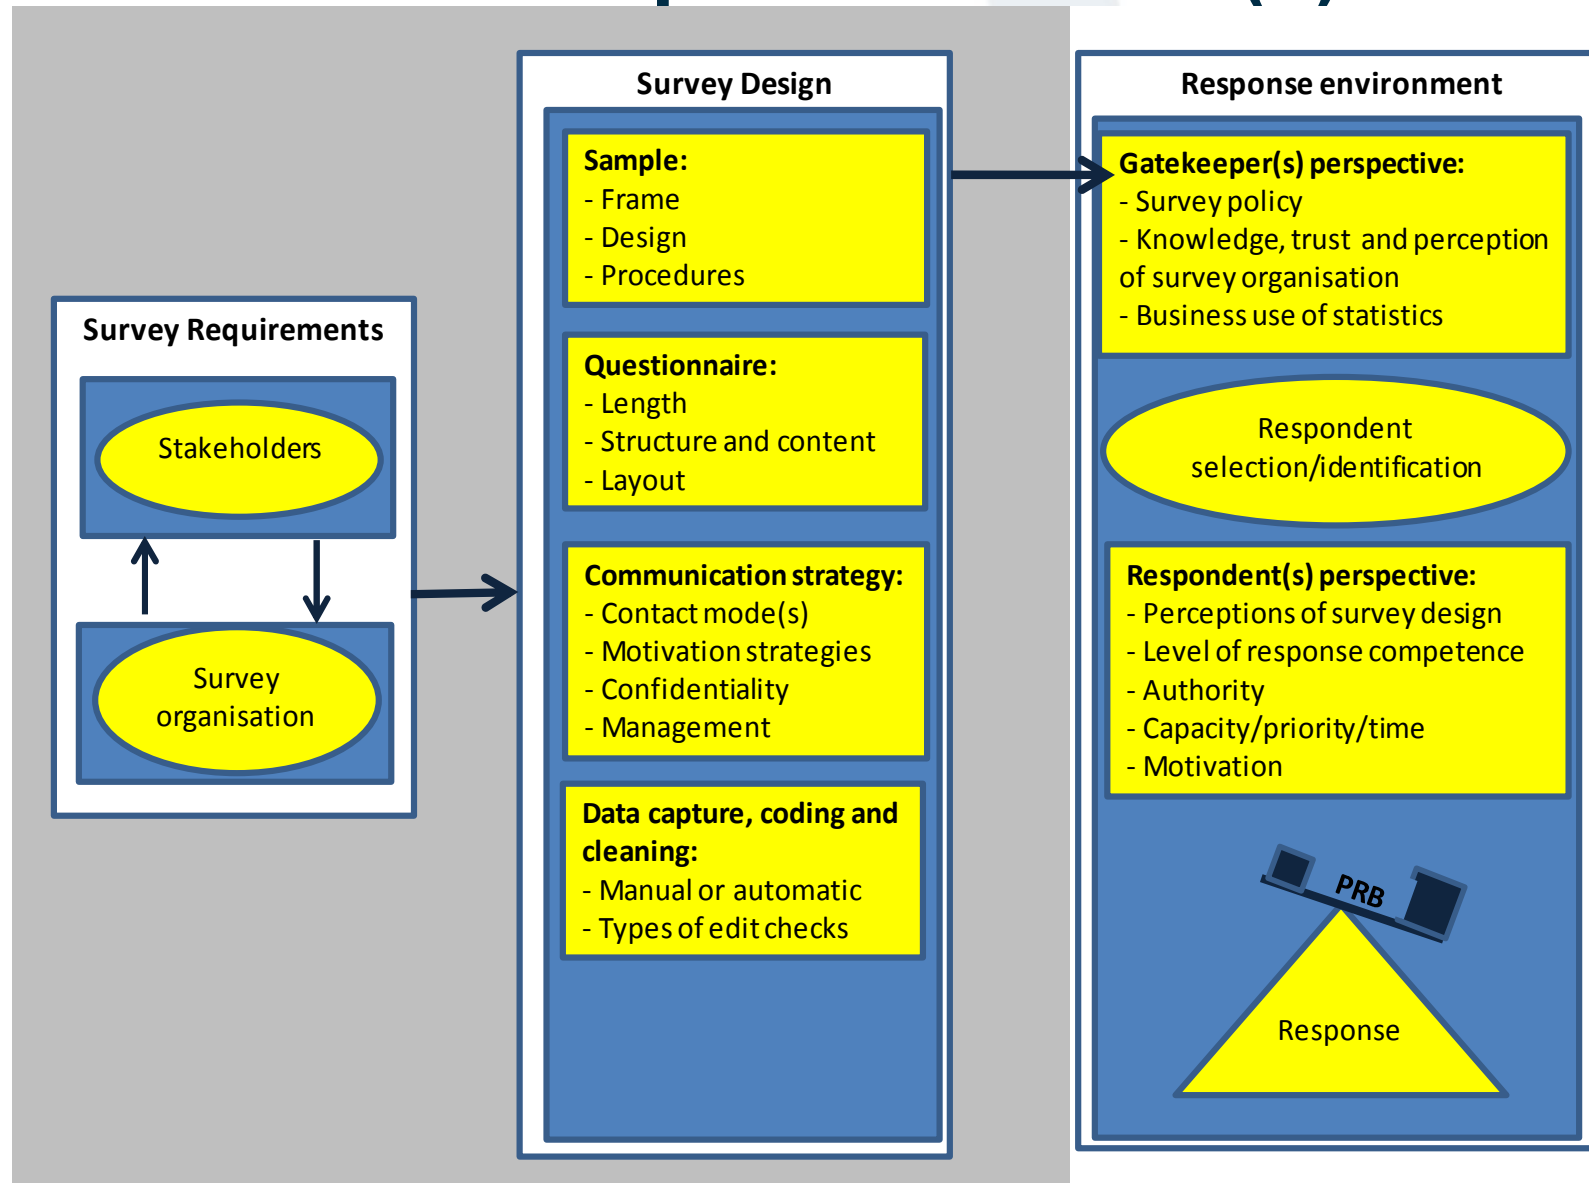 Survey Requirements
Stakeholders
Survey
organisation
Survey Design
Sample:
- Frame
- Design
- Procedures
Questionnaire:
- Length
- Structure and content
- Layout
Communication strategy:
- Contact mode(s)
- Motivation strategies
- Confidentiality
- Management
Data capture, coding and
cleaning:
- Manual or automatic
- Types of edit checks
Response environment
Gatekeeper(s) perspective:
- Survey policy
- Knowledge, trust and perception
of survey organisation
- Business use of statistics
Respondent
selection/identification
Respondent(s) perspective:
- Perceptions of survey design
- Level of response competence
- Authority
- Capacity/priority/time
- Motivation
PRB
Response